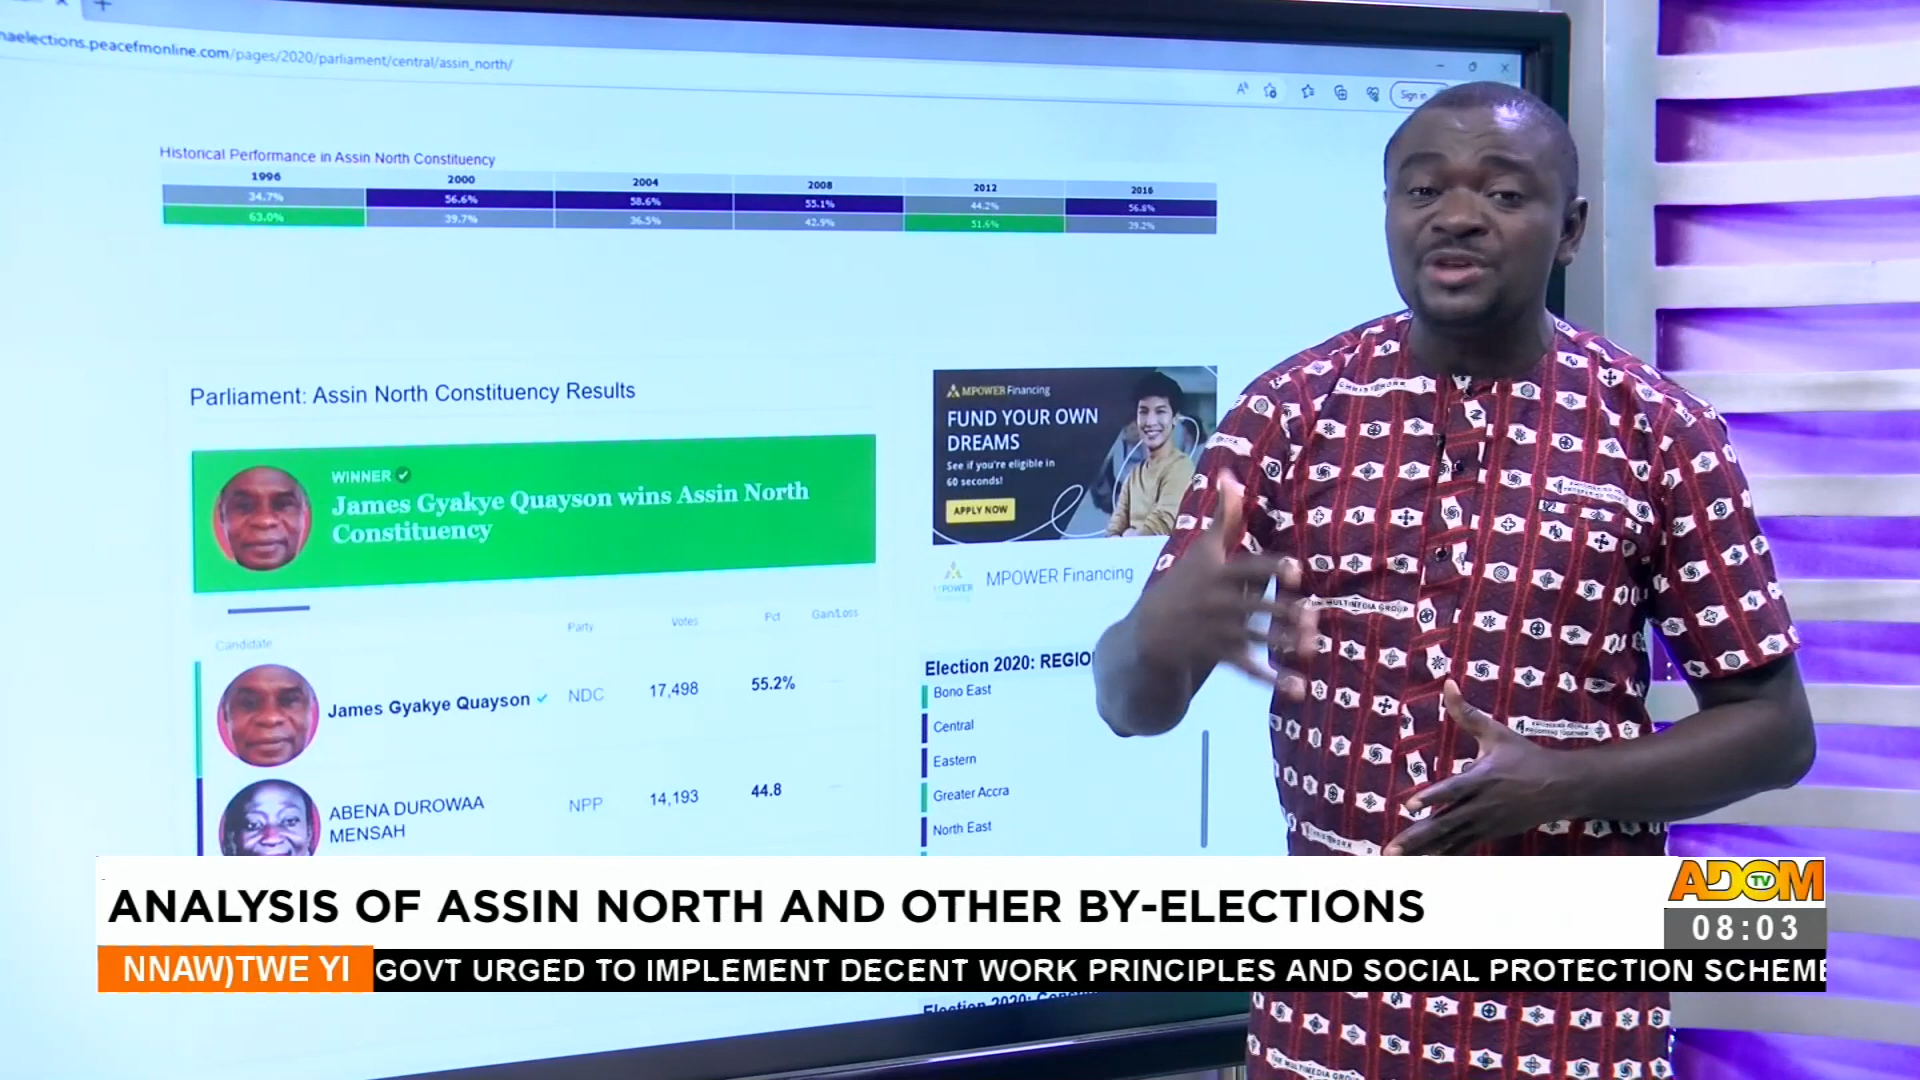 naelections.peacefmonline.com/pages/2020/parliament/central/assin_north/
Sign in
Historical Performance in Assin North Constituency
1996 2000 2004 2008 2012 2016
34.7% 56.6% 58.6% 55.1% 44.2% 56.8%
63.0% 39.7% 36.5% 42.9% 51.6% 39.2%
Parliament: Assin North Constituency Results
WINNER
James Gyakye Quayson wins Assin North
Constituency
Candidate Party Votes Pct Gain/Loss
James Gyakye Quayson NDC 17,498 55.2%
ABENA DUROWAA
MENSAH NPP 14,193 44.8
MPOWER Financing
FUND YOUR OWN
DREAMS
See if you're eligible in
60 seconds!
APPLY NOW
MPOWER Financing
Election 2020: REGIO
Bono East
Central
Eastern
Greater Accra
North East
THE MULTIMEDIA GROUP
ANALYSIS OF ASSIN NORTH AND OTHER BY-ELECTIONS
ADOM TV
08:03
NNAW)TWE YI
GOVT URGED TO IMPLEMENT DECENT WORK PRINCIPLES AND SOCIAL PROTECTION SCHEME
Election 2020: